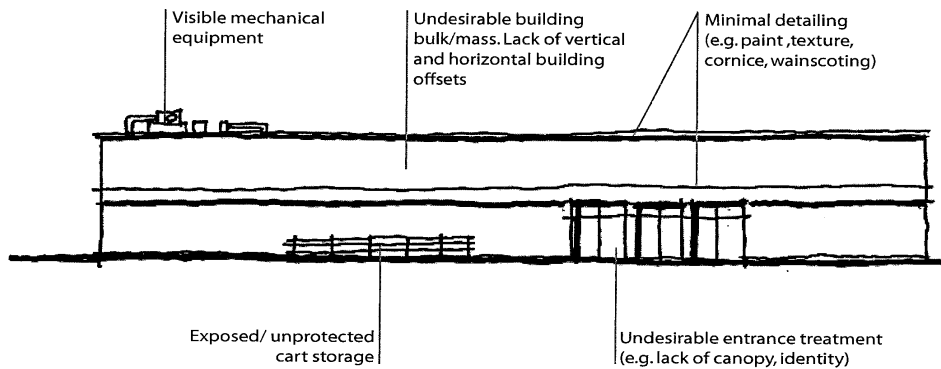 Visible mechanical
equipment
Undesirable building
bulk/mass. Lack of vertical
and horizontal building
offsets
Minimal detailing
(e.g. paint ,texture,
cornice, wainscoting)
Exposed/ unprotected
cart storage
Undesirable entrance treatment
(e.g. lack of canopy, identity)